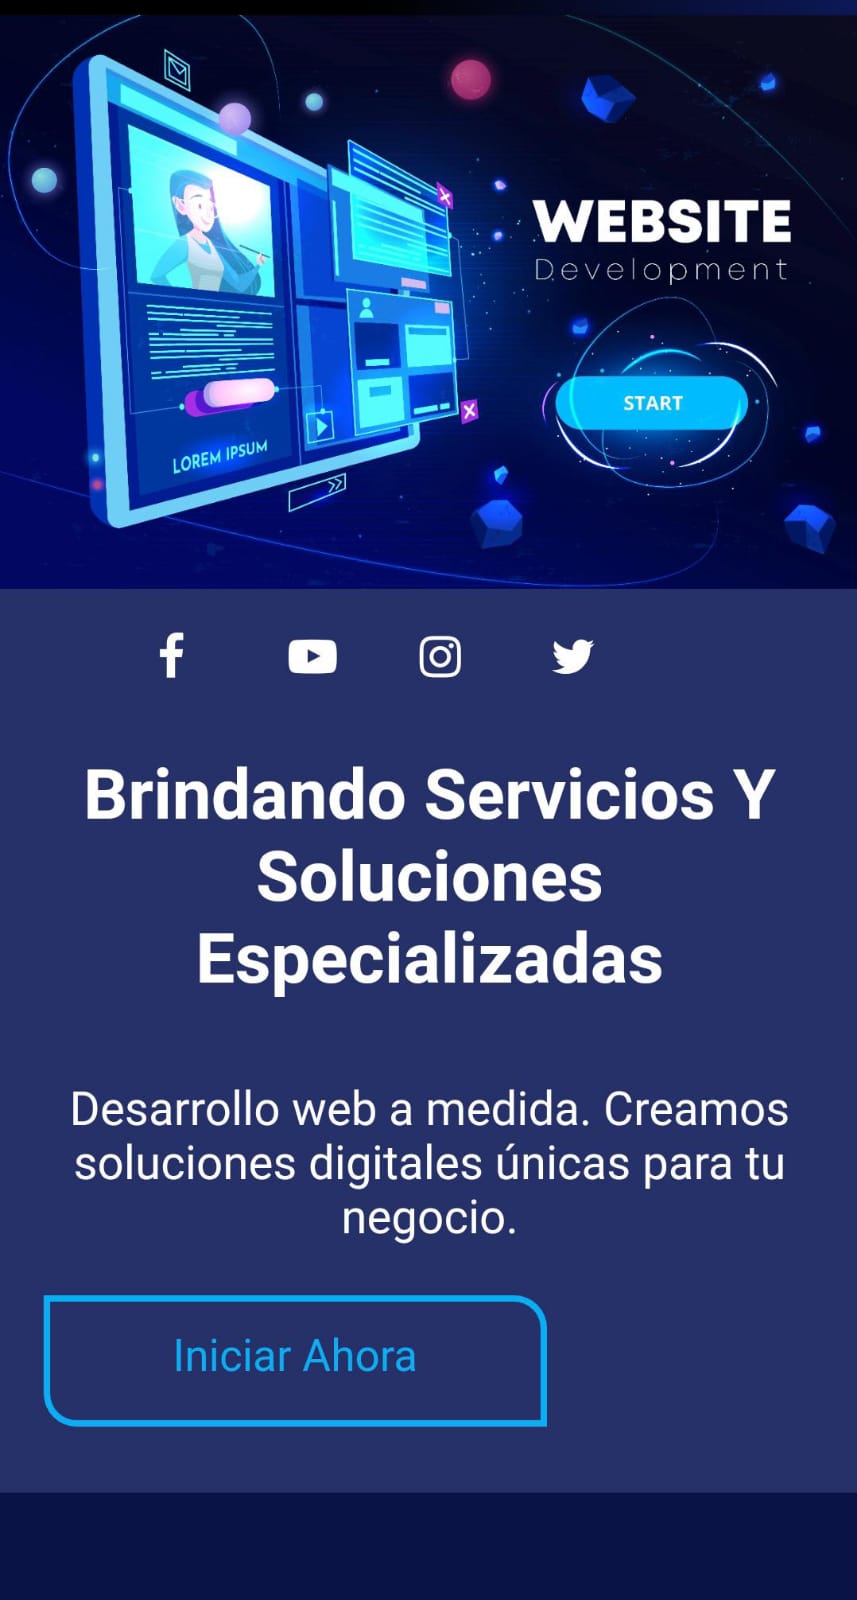 WEBSITE
Development
START
LOREM IPSUM
Brindando Servicios Y
Soluciones
Especializadas
Desarrollo web a medida. Creamos
soluciones digitales únicas para tu
negocio.
Iniciar Ahora